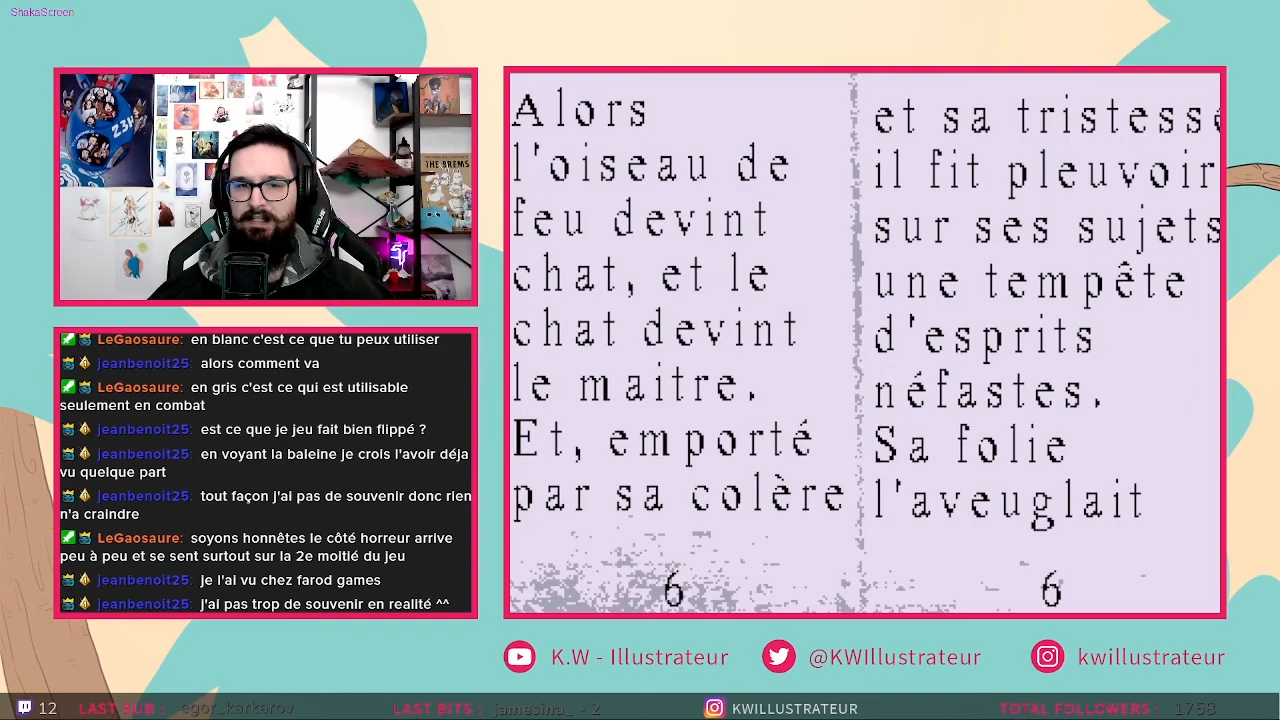 ShakaScreen
Z3K
THE BREMS
LeGaosaure: en blanc c'est ce que tu peux utiliser
jeanbenoit25: alors comment va
LeGaosaure: en gris c'est ce qui est utilisable
seulement en combat
jeanbenoit25: est ce que je jeu fait bien flippé ?
jeanbenoit25: en voyant la baleine je crois l'avoir déja
vu quelque part
jeanbenoit25: tout façon j'ai pas de souvenir donc rien
n'a craindre
LeGaosaure: soyons honnêtes le côté horreur arrive
peu à peu et se sent surtout sur la 2e moitié du jeu
jeanbenoit25: je l'ai vu chez farod games
jeanbenoit25: j'ai pas trop de souvenir en realité ^^
Alors
l'oiseau de
feu devint
chat, et le
chat devint
le maitre.
Et, emporté
par sa colère
6
et sa tristesse
il fit pleuvoir
sur ses sujets
une tempête
d'esprits
néfastes.
Sa folie
l'aveuglait
6
K.W - Illustrateur
@KWIllustrateur
kwillustrateur
12
LAST SUB : egor_karkarov
LAST BITS : jamesina_ - 2
KWILLUSTRATEUR
TOTAL FOLLOWERS : 1758